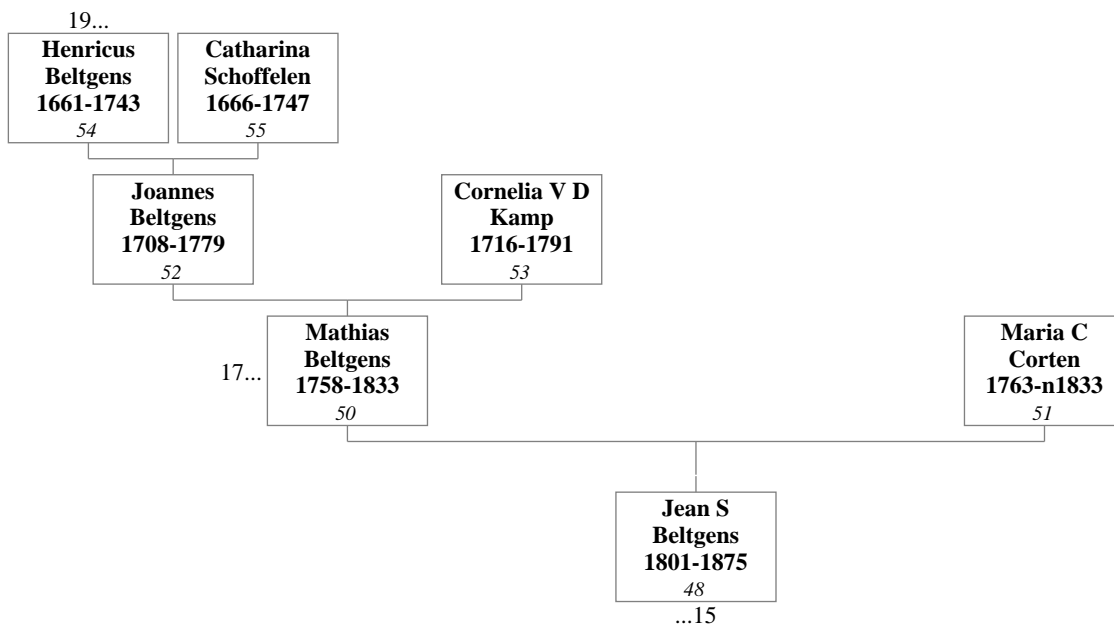 19...
Henricus
Beltgens
1661-1743
54
Catharina
Schoffelen
1666-1747
55
Joannes
Beltgens
1708-1779
52
Cornelia V D
Kamp
1716-1791
53
17...
Mathias
Beltgens
1758-1833
50
Maria C
Corten
1763-n1833
51
Jean S
Beltgens
1801-1875
48
...15